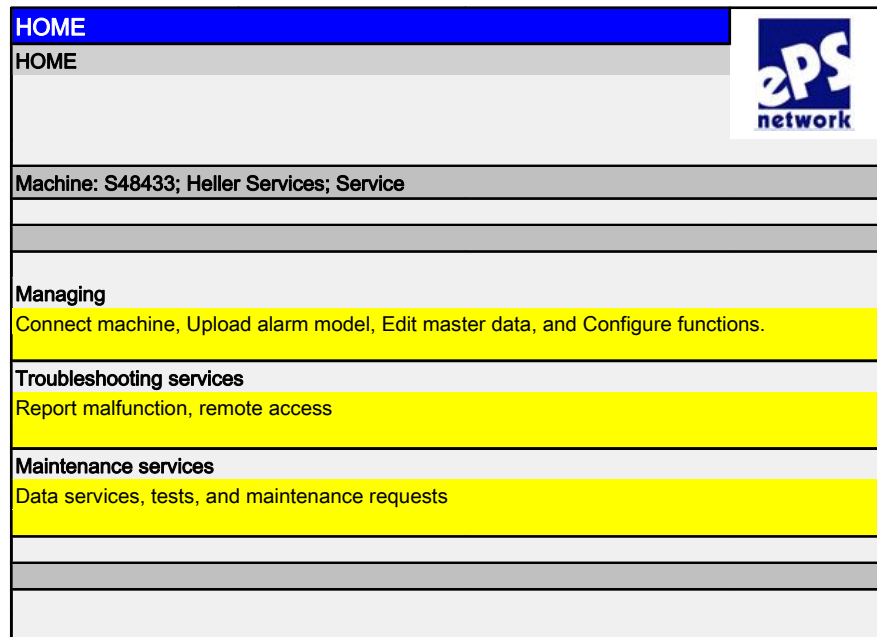 HOME
HOME
ePS
network
Machine: S48433; Heller Services; Service
Managing
Connect machine, Upload alarm model, Edit master data, and Configure functions.
Troubleshooting services
Report malfunction, remote access
Maintenance services
Data services, tests, and maintenance requests